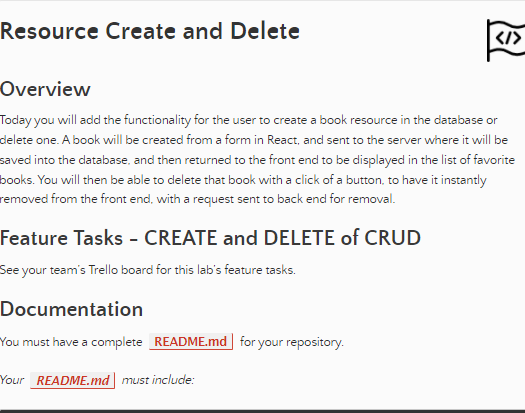 Resource Create and Delete
</>
Overview
Today you will add the functionality for the user to create a book resource in the database or
delete one. A book will be created from a form in React, and sent to the server where it will be
saved into the database, and then returned to the front end to be displayed in the list of favorite
books. You will then be able to delete that book with a click of a button, to have it instantly
removed from the front end, with a request sent to back end for removal.
Feature Tasks - CREATE and DELETE of CRUD
See your team's Trello board for this lab's feature tasks.
Documentation
You must have a complete README.md for your repository.
Your README.md must include: